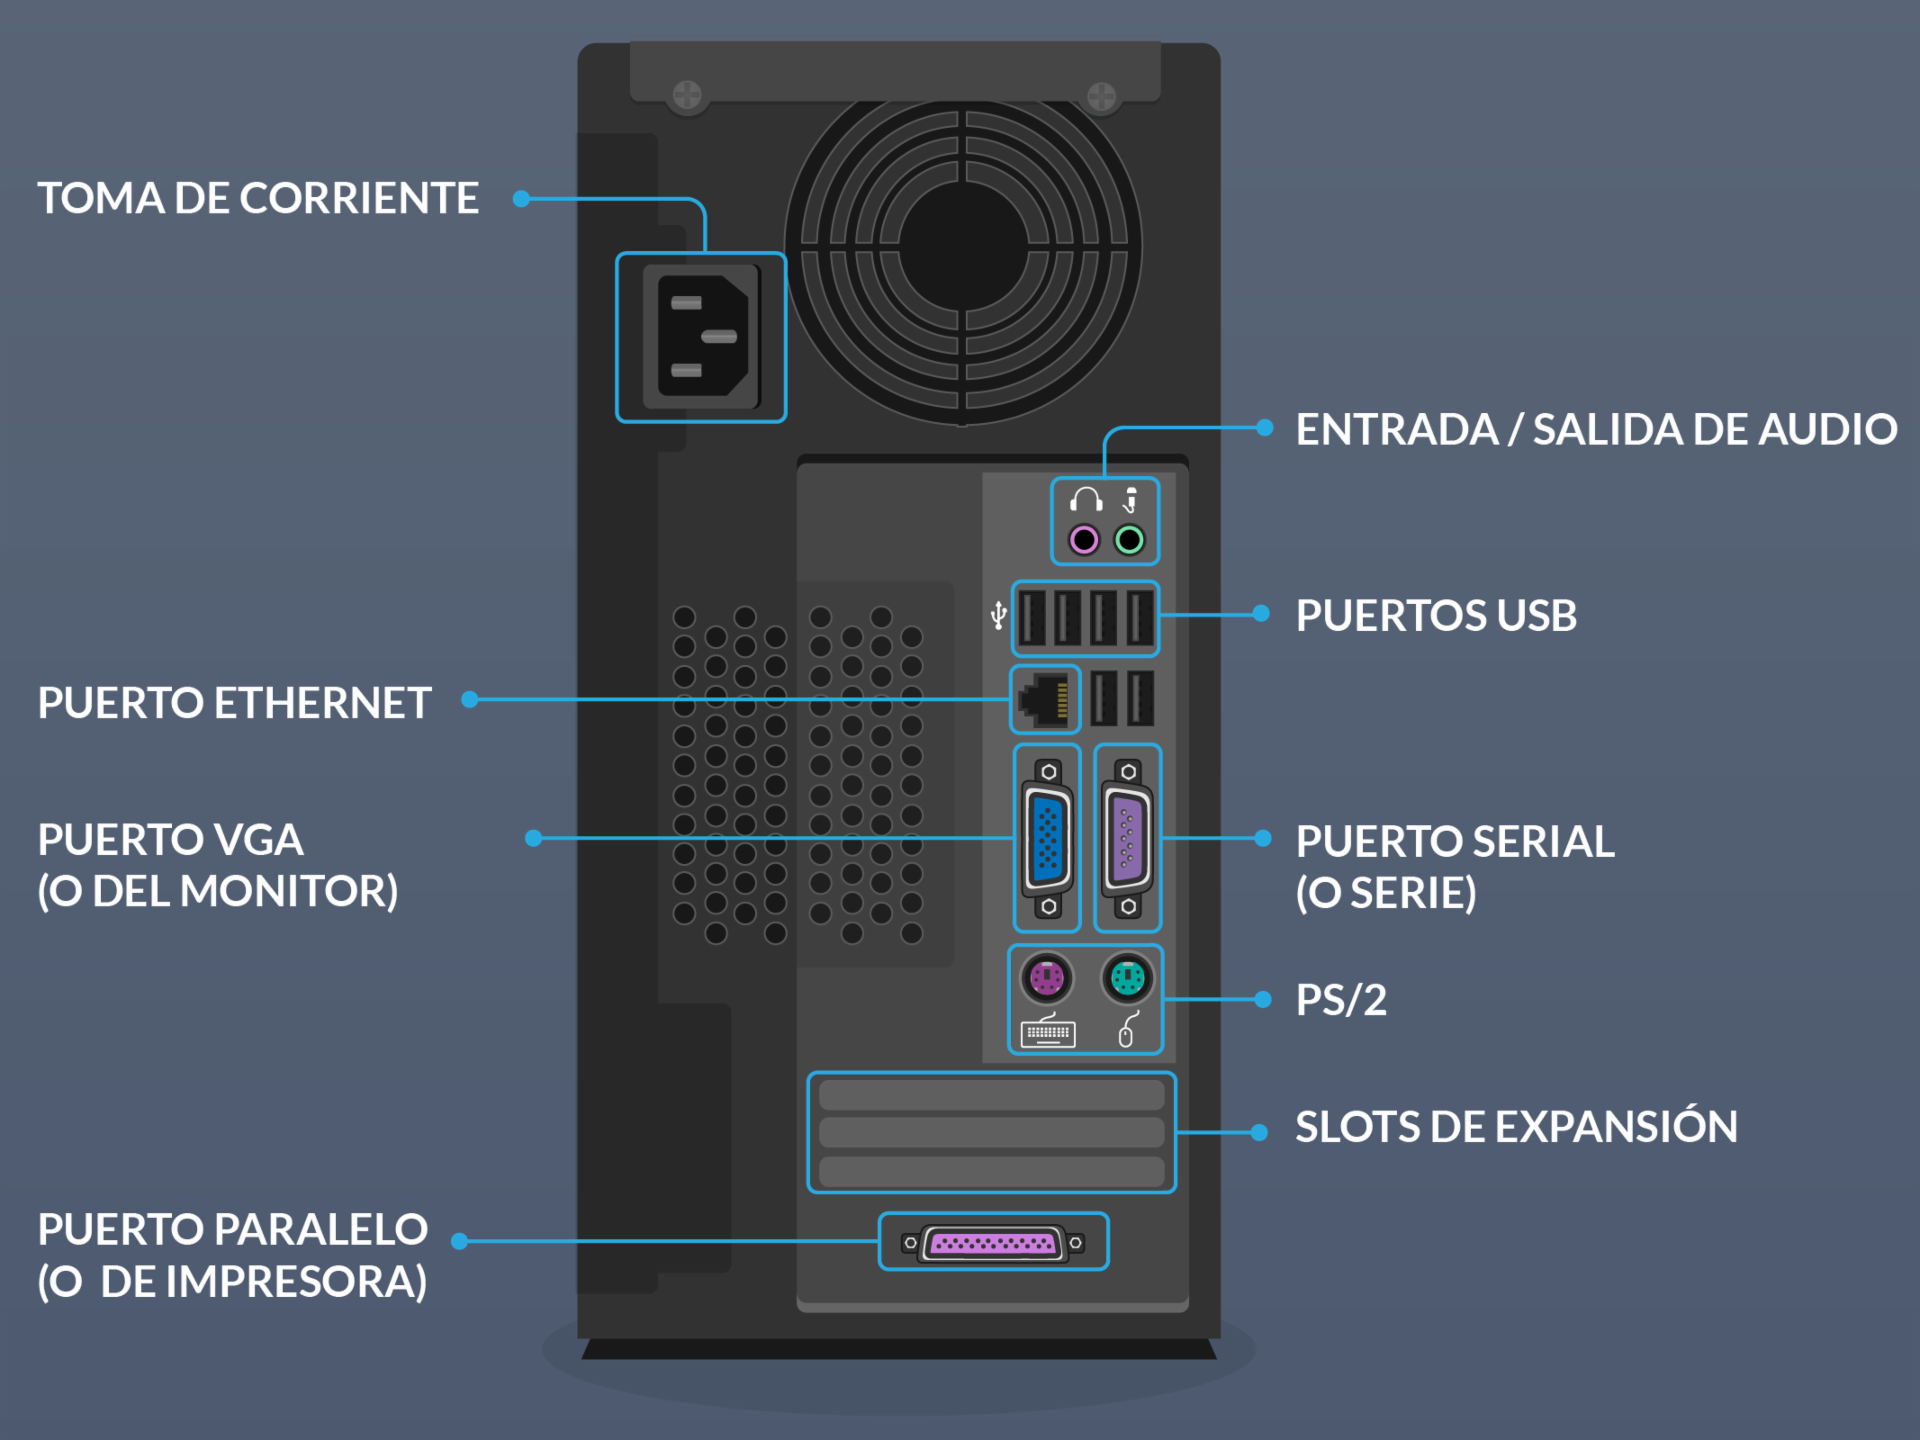 TOMA DE CORRIENTE
ENTRADA / SALIDA DE AUDIO
PUERTOS USB
PUERTO ETHERNET
PUERTO VGA
(O DEL MONITOR)
PUERTO SERIAL
(O SERIE)
PS/2
SLOTS DE EXPANSIÓN
PUERTO PARALELO
(O  DE IMPRESORA)